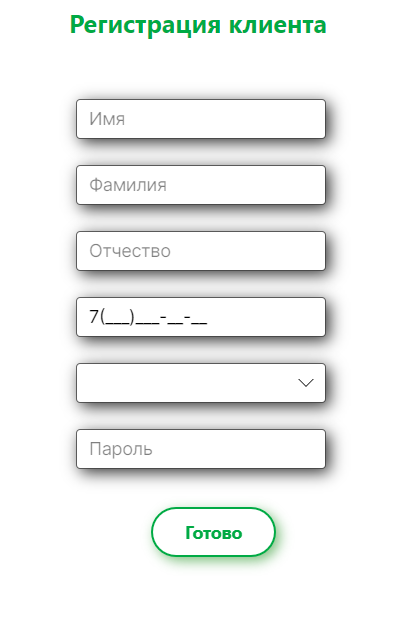 Регистрация клиента
Имя
Фамилия
Отчество
7(___)___-__-__
Пароль
Готово